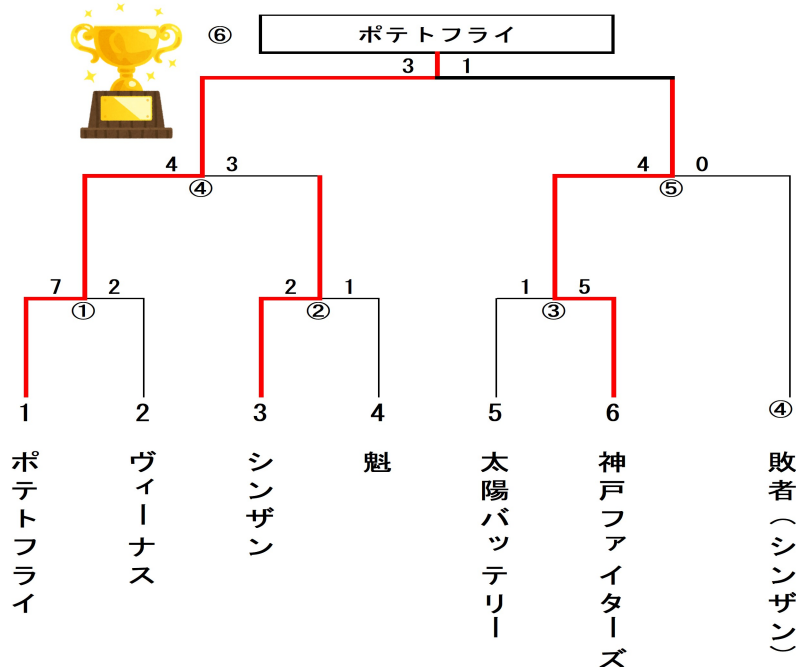 ⑥ ポテトフライ
3 1
4 3 4 0
④ ⑤
7 2 2 1 1 5
① ② ③
1 2 3 4 5 6 ④
ポテトフライ
ヴィーナス
シンザン
魁
太陽バッテリー
神戸ファイターズ
敗者(シンザン)